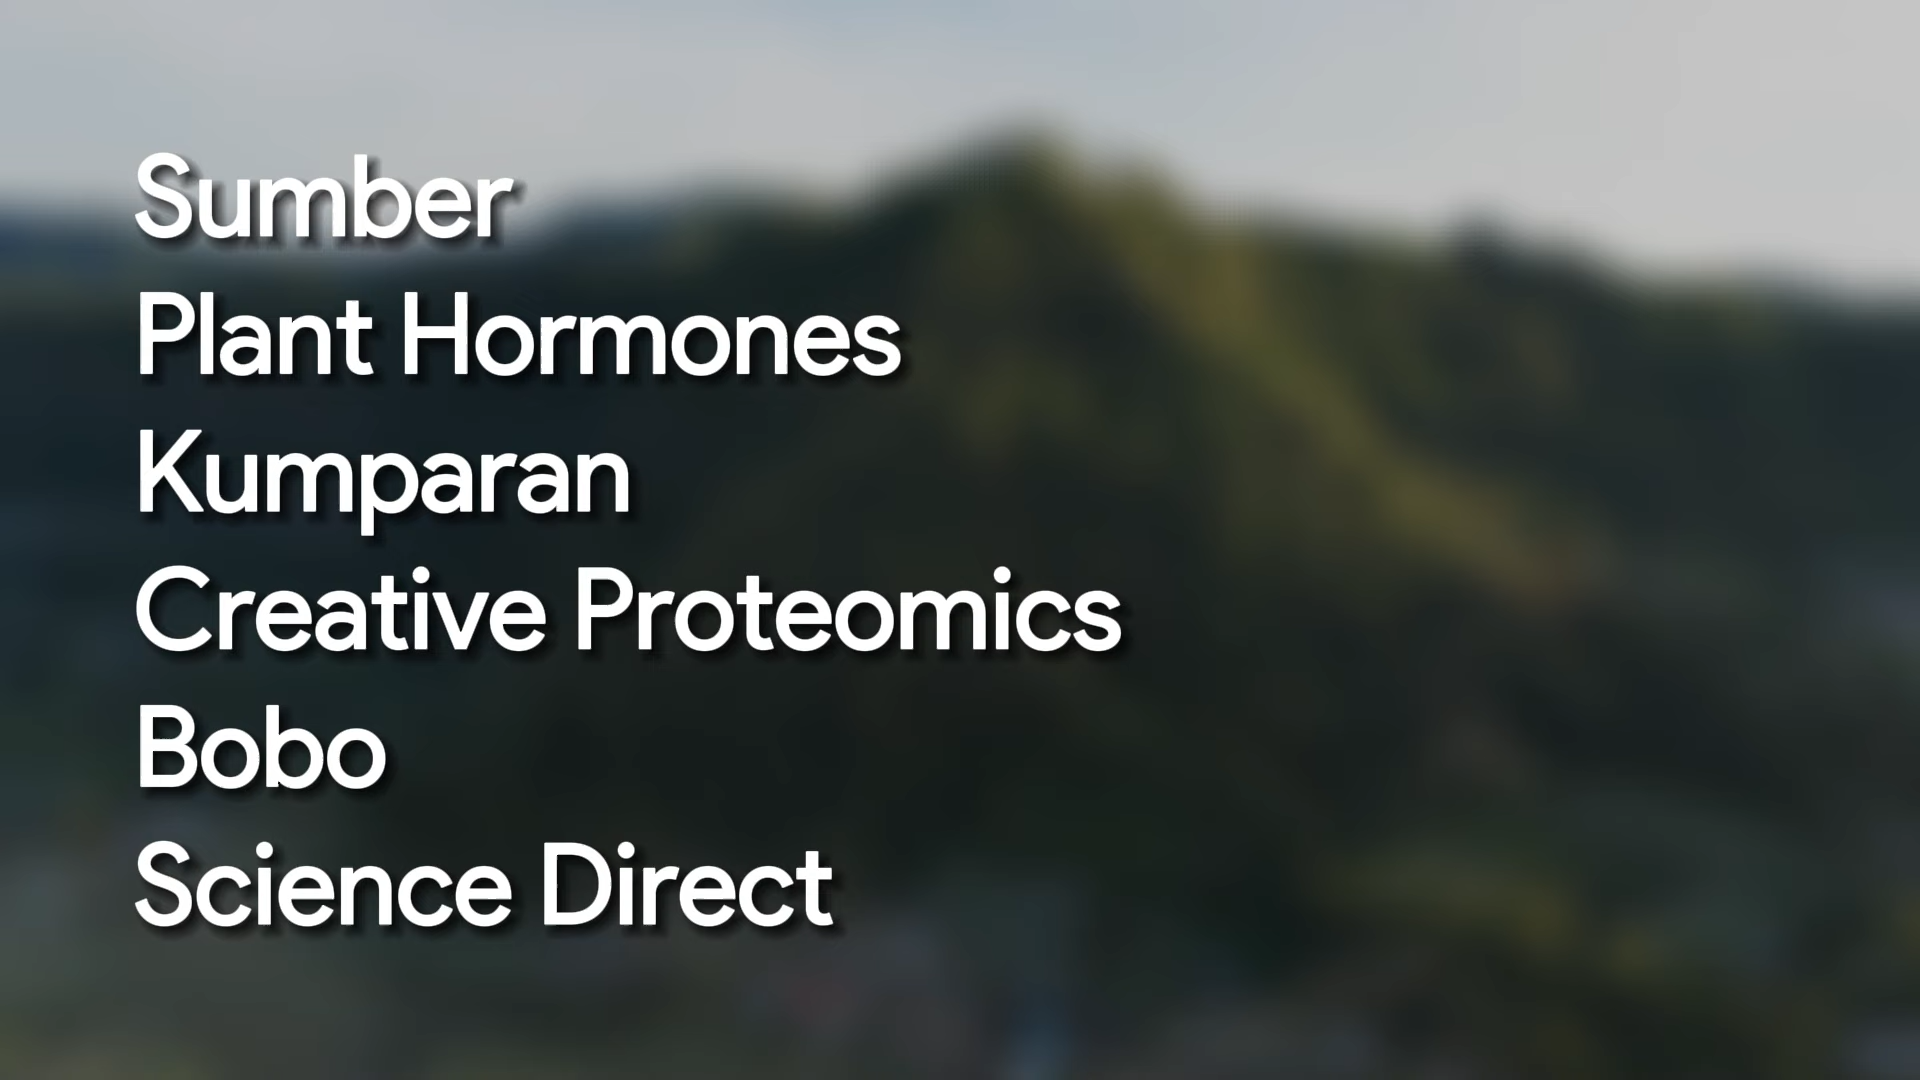 Sumber
Plant Hormones
Kumparan
Creative Proteomics
Bobo
Science Direct